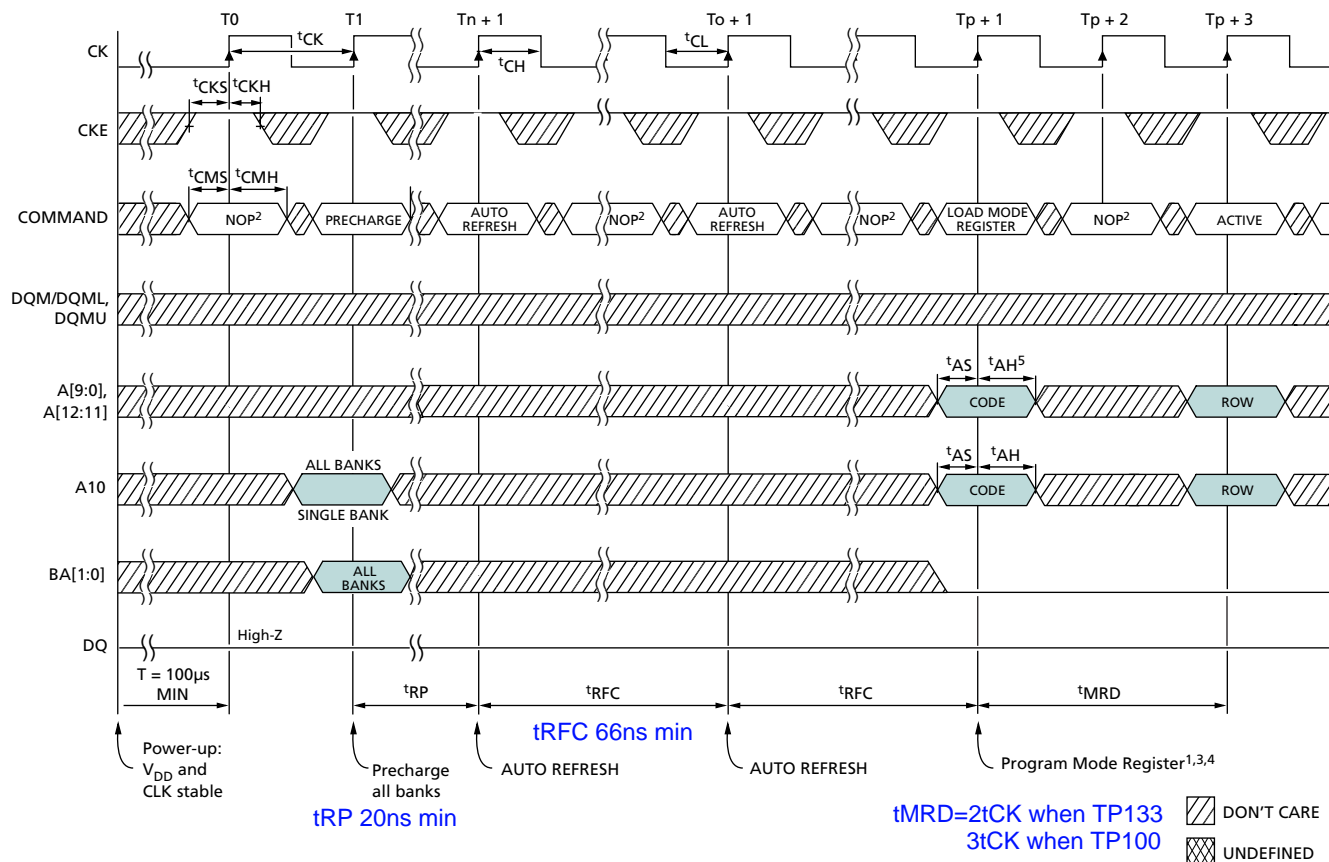 T0 T1 Tn + 1 To + 1 Tp + 1 Tp + 2 Tp + 3
CK tCK tCH tCL
tCKS tCKH
CKE
tCMS tCMH
COMMAND NOP2 PRECHARGE AUTO REFRESH NOP2 AUTO REFRESH NOP2 LOAD MODE REGISTER NOP2 ACTIVE
DQM/DQML,
DQMU
tAS tAH5
A[9:0],
A[12:11] CODE ROW
ALL BANKS tAS tAH
A10 CODE ROW
SINGLE BANK
BA[1:0] ALL BANKS
High-Z
DQ
T = 100µs
MIN
tRP tRFC tRFC tMRD
tRFC 66ns min
Power-up:
VDD and
CLK stable
Precharge
all banks
AUTO REFRESH
AUTO REFRESH
Program Mode Register1,3,4
tRP 20ns min
tMRD=2tCK when TP133
3tCK when TP100
DON'T CARE
UNDEFINED